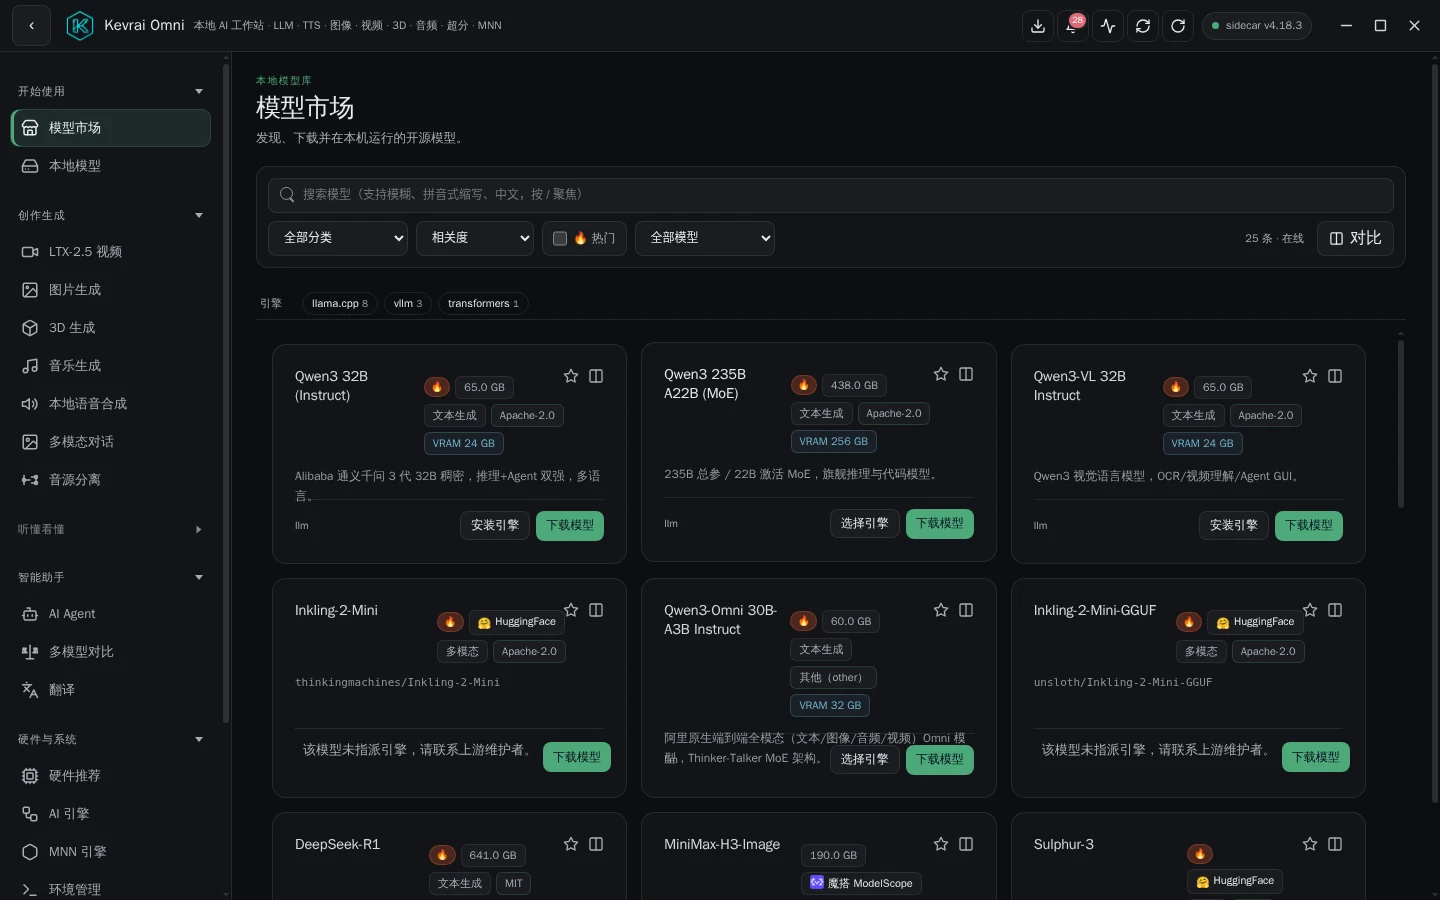 Kevrai Omni 本地 AI 工作站 · LLM · TTS · 图像 · 视频 · 3D · 音频 · 超分 · MNN
28
sidecar v4.18.3
开始使用
模型市场
本地模型
创作生成
LTX-2.5 视频
图片生成
3D 生成
音乐生成
本地语音合成
多模态对话
音源分离
听懂看懂
智能助手
AI Agent
多模型对比
翻译
硬件与系统
硬件推荐
AI 引擎
MNN 引擎
环境管理
本地模型库
模型市场
发现、下载并在本机运行的开源模型。
搜索模型（支持模糊、拼音式缩写、中文，按 / 聚焦）
全部分类 相关度 🔥 热门 全部模型 25 条 · 在线 对比
引擎 llama.cpp 8 vllm 3 transformers 1
Qwen3 32B
(Instruct)
🔥 65.0 GB
文本生成 Apache-2.0
VRAM 24 GB
Alibaba 通义千问 3 代 32B 稠密，推理+Agent 双强，多语
言。
llm 安装引擎 下载模型
Qwen3 235B
A22B (MoE)
🔥 438.0 GB
文本生成 Apache-2.0
VRAM 256 GB
235B 总参 / 22B 激活 MoE，旗舰推理与代码模型。
llm 选择引擎 下载模型
Qwen3-VL 32B
Instruct
🔥 65.0 GB
文本生成 Apache-2.0
VRAM 24 GB
Qwen3 视觉语言模型，OCR/视频理解/Agent GUI。
llm 安装引擎 下载模型
Inkling-2-Mini
🔥 🤗 HuggingFace
多模态 Apache-2.0
thinkingmachines/Inkling-2-Mini
该模型未指派引擎，请联系上游维护者。 下载模型
Qwen3-Omni 30B-
A3B Instruct
🔥 60.0 GB
文本生成
其他（other）
VRAM 32 GB
阿里原生端到端全模态（文本/图像/音频/视频）Omni 模
，Thinker-Talker MoE 架构。 选择引擎 下载模型
Inkling-2-Mini-GGUF
🔥 🤗 HuggingFace
多模态 Apache-2.0
unsloth/Inkling-2-Mini-GGUF
该模型未指派引擎，请联系上游维护者。 下载模型
DeepSeek-R1
🔥 641.0 GB
文本生成 MIT
MiniMax-H3-Image
190.0 GB
魔搭 ModelScope
Sulphur-3
🔥
🤗 HuggingFace